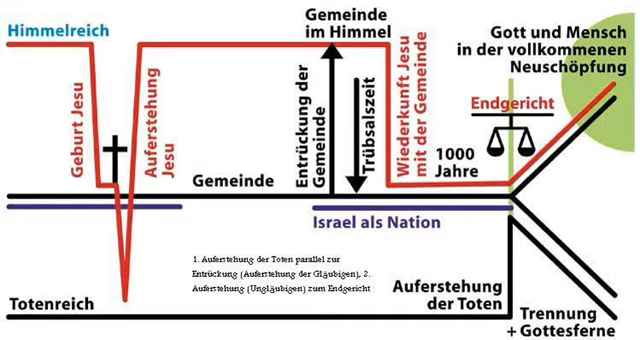 Himmelreich
Geburt Jesu
Auferstehung
Jesu
Gemeinde
Gemeinde
im Himmel
Entrückung der
Gemeinde
Trübsalszeit
Wiederkunft Jesu
mit der Gemeinde
1000
Jahre
Gott und Mensch
in der vollkommenen
Neuschöpfung
Endgericht
Israel als Nation
1. Auferstehung der Toten parallel zur
Entrückung (Auferstehung der Gläubigen), 2.
Auferstehung (Ungläubigen) zum Endgericht
Totenreich
Auferstehung
der Toten
Trennung
+ Gottesferne